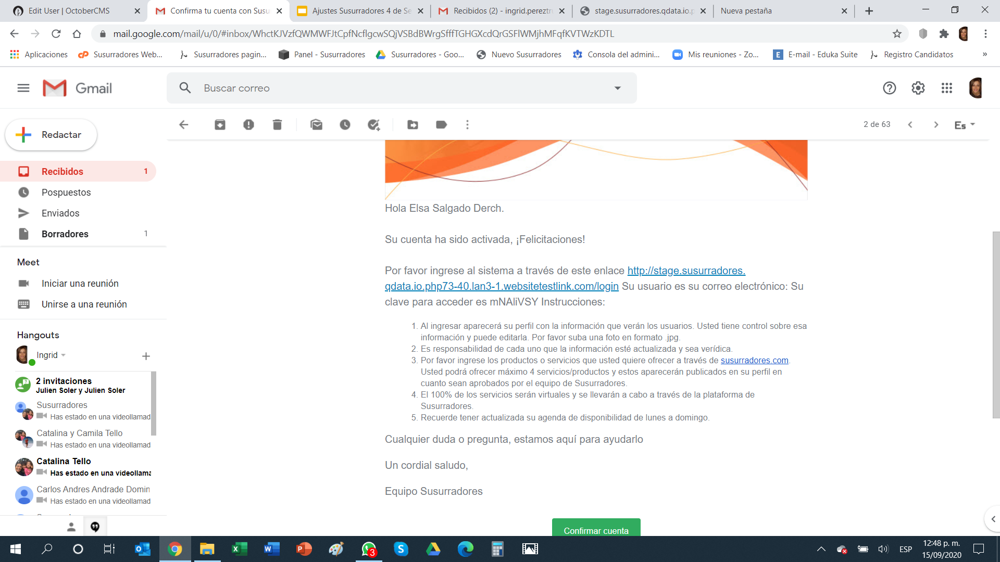 Edit User | OctoberCMS
Confirma tu cuenta con Susu
Ajustes Susurradores 4 de Se
Recibidos (2) - ingrid.pereztr
stage.susurradores.qdata.io.p
Nueva pestaña
mail.google.com/mail/u/0/#inbox/WhctKJVzfQWMWFJtCpfNcflgcwSQjVSBdBWrgSfffTGHGXcdQrGSFlWMjhMFqfKVTWzKDTL
Aplicaciones
Susurradores Web...
Susurradores pagin...
Panel - Susurradores
Susurradores - Goo...
Nuevo Susurradores
Consola del admini...
Mis reuniones - Zo...
E-mail - Eduka Suite
Registro Candidatos
»
Gmail
Buscar correo
Redactar
2 de 63
Es
Recibidos 1
Pospuestos
Enviados
Borradores 1
Meet
Iniciar una reunión
Unirse a una reunión
Hangouts
Ingrid
2 invitaciones
Julien Soler y Julien Soler
Susurradores
Has estado en una videollamad
Catalina y Camila Tello
Has estado en una videollamad
Catalina Tello
Has estado en una videollama
Carlos Andres Andrade Domin
Has estado en una videollamad
Hola Elsa Salgado Derch.
Su cuenta ha sido activada, ¡Felicitaciones!
Por favor ingrese al sistema a través de este enlace http://stage.susurradores.
qdata.io.php73-40.lan3-1.websitetestlink.com/login Su usuario es su correo electrónico: Su
clave para acceder es mNAliVSY Instrucciones:
1. Al ingresar aparecerá su perfil con la información que verán los usuarios. Usted tiene control sobre esa
información y puede editarla. Por favor suba una foto en formato .jpg.
2. Es responsabilidad de cada uno que la información esté actualizada y sea verídica.
3. Por favor ingrese los productos o servicios que usted quiere ofrecer a través de susurradores.com.
Usted podrá ofrecer máximo 4 servicios/productos y estos aparecerán publicados en su perfil en
cuanto sean aprobados por el equipo de Susurradores.
4. El 100% de los servicios serán virtuales y se llevarán a cabo a través de la plataforma de
Susurradores.
5. Recuerde tener actualizada su agenda de disponibilidad de lunes a domingo.
Cualquier duda o pregunta, estamos aquí para ayudarlo
Un cordial saludo,
Equipo Susurradores
Confirmar cuenta
3
ESP
12:48 p. m.
15/09/2020